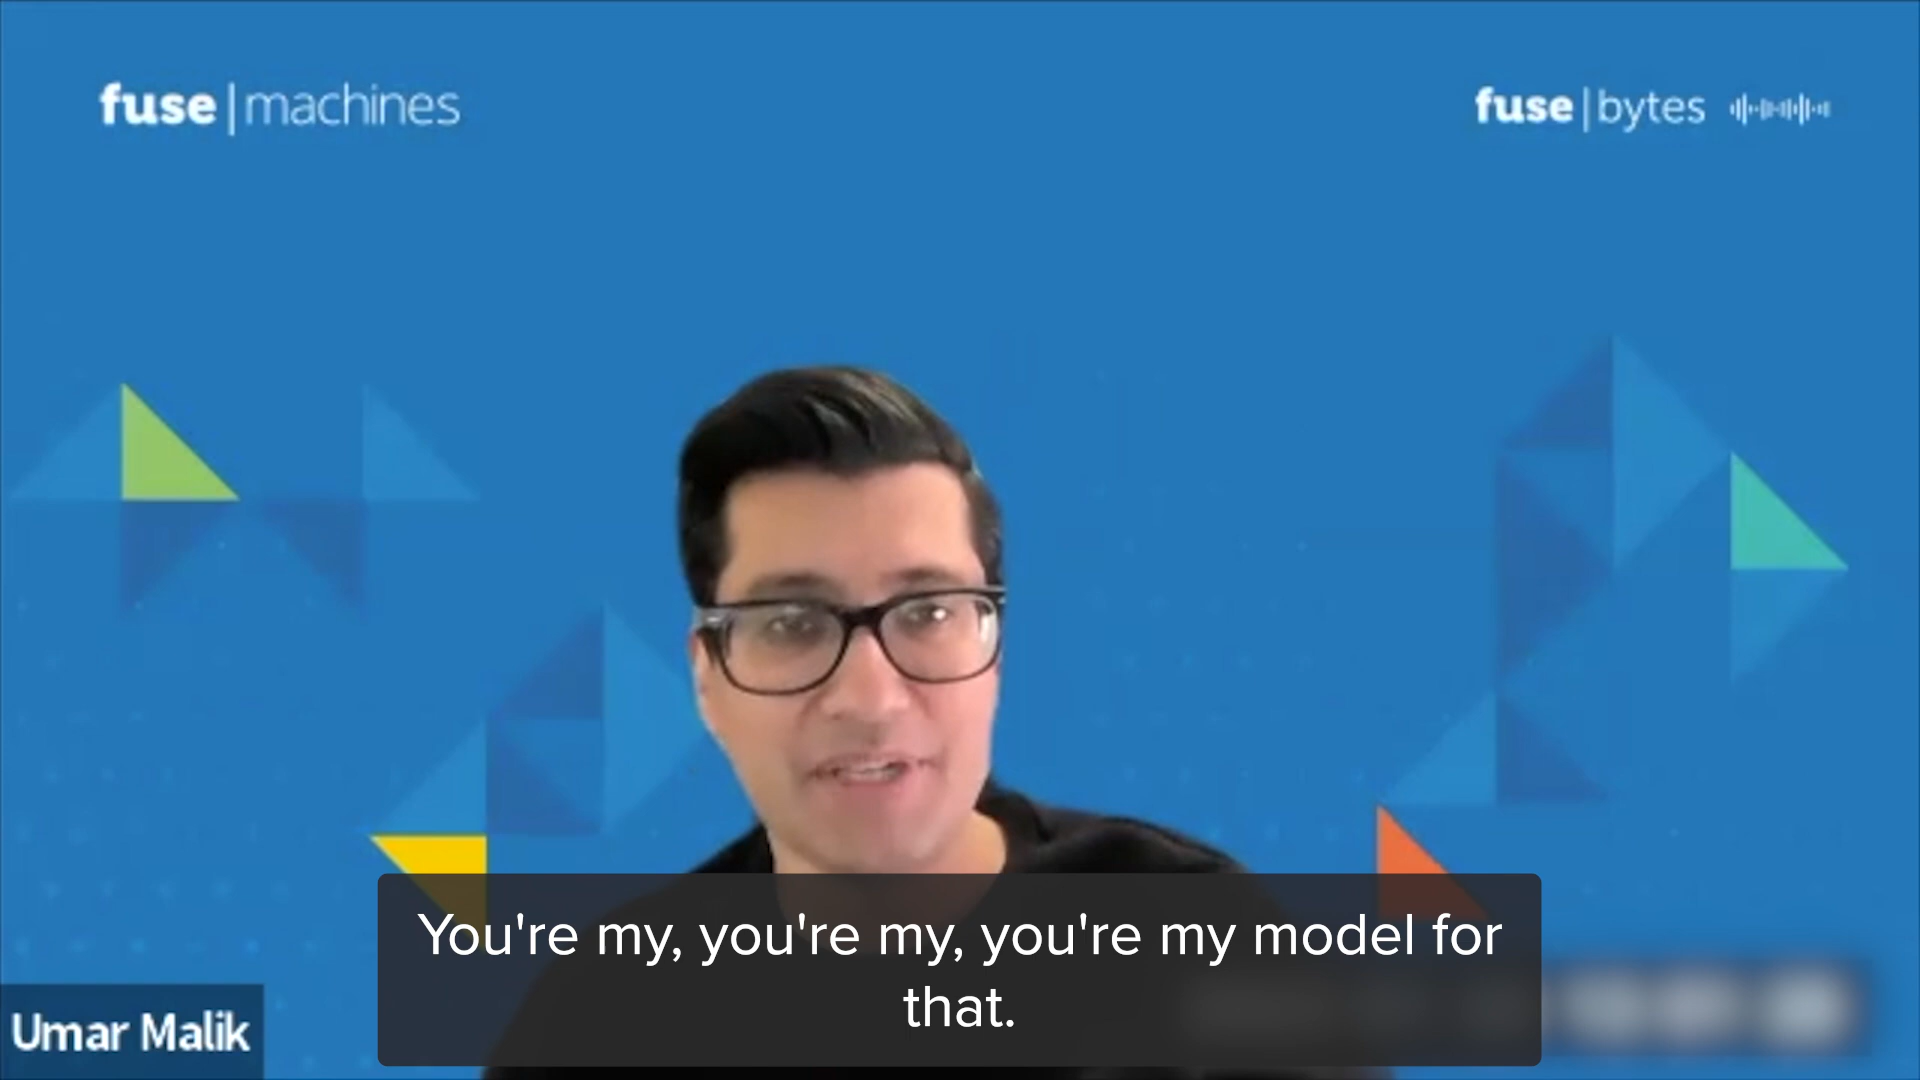 fuse|machines
fuse|bytes
You're my, you're my, you're my model for
that.
Umar Malik